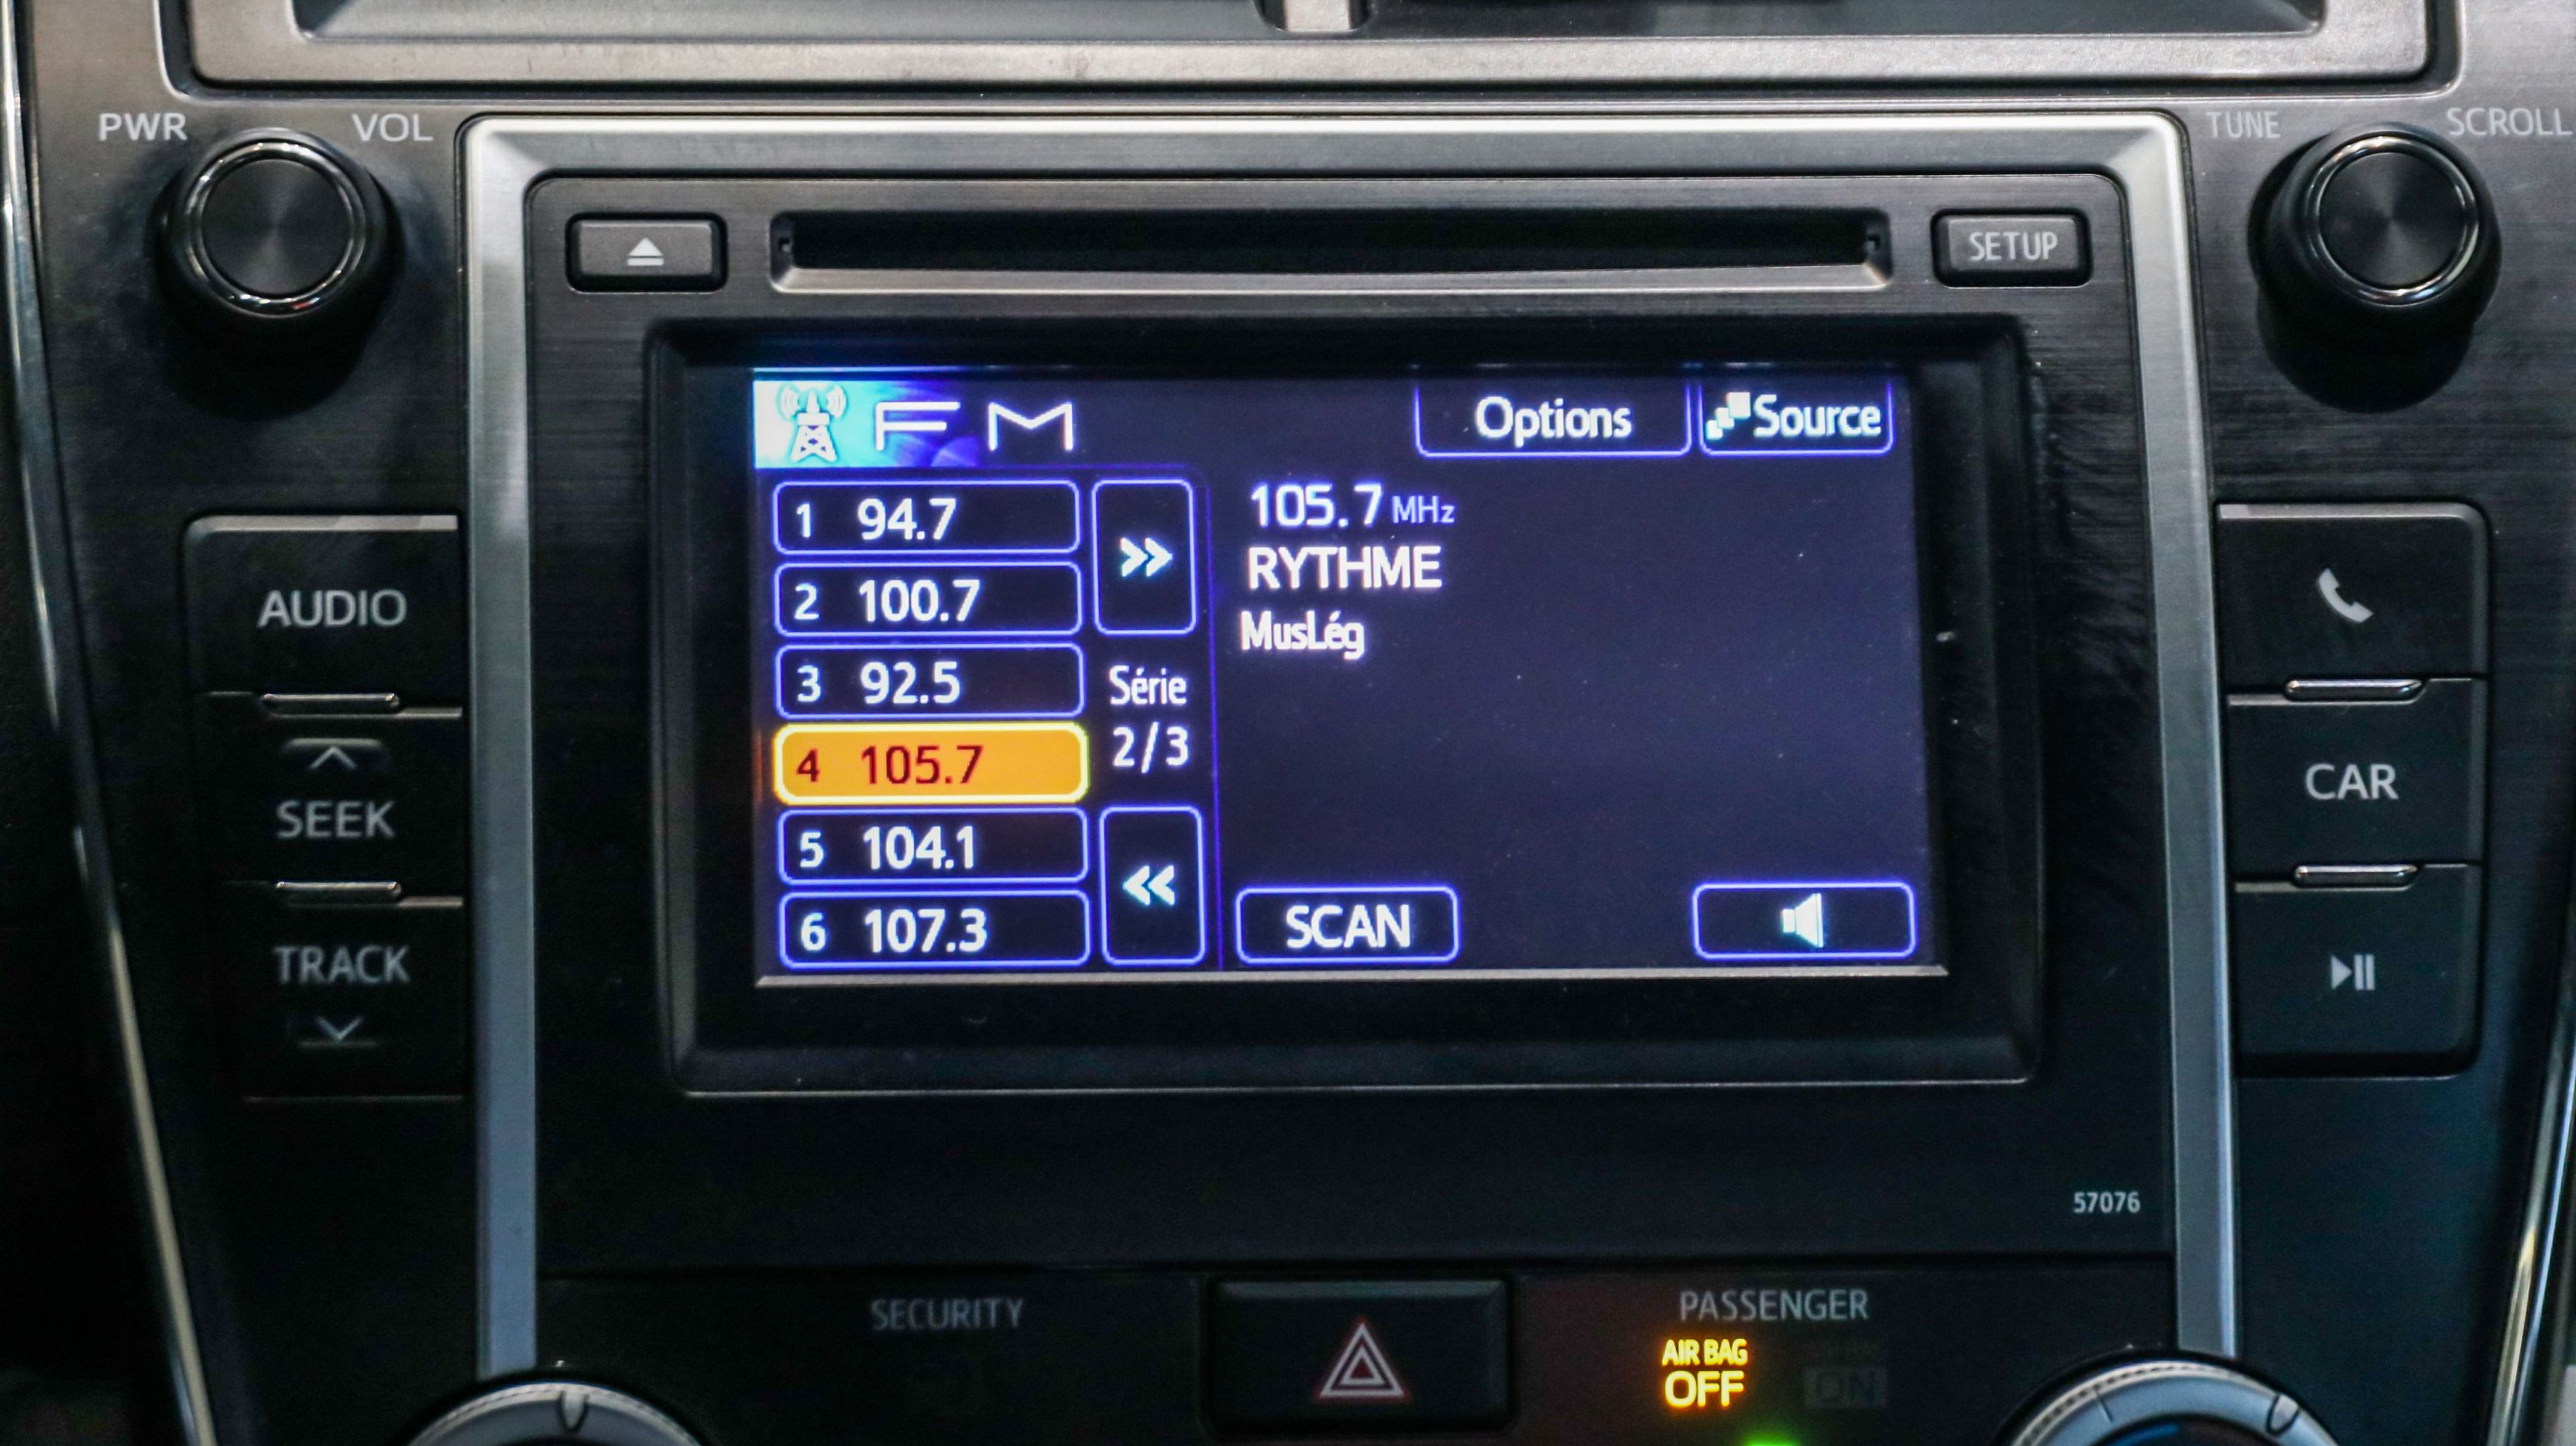 PWR VOL
TUNE SCROLL
SETUP
FM
Options
Source
1 94.7
2 100.7
3 92.5
4 105.7
5 104.1
6 107.3
Série
2/3
105.7 MHz
RYTHME
MusLég
SCAN
AUDIO
SEEK
TRACK
CAR
57076
SECURITY
PASSENGER
AIR BAG
OFF
ON